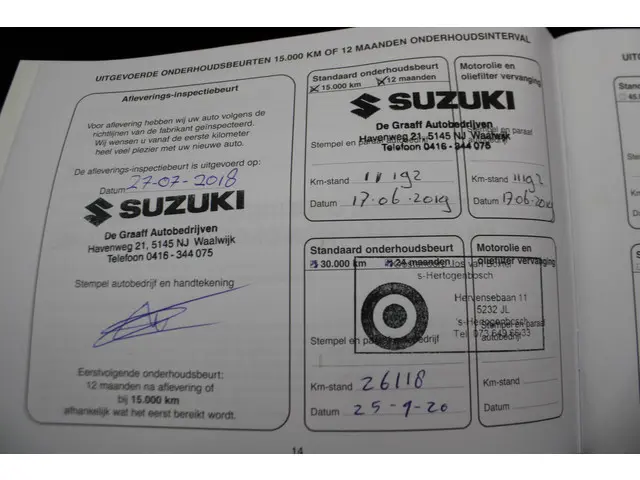 UITGEVOERDE ONDERHOUDSBEURTEN 15.000 KM OF 12 MAANDEN ONDERHOUDSINTERVAL
Afleverings-inspectiebeurt
Voor aflevering hebben wij uw auto volgens de
richtlijnen van de fabrikant geïnspecteerd.
Wij wensen u vanaf de eerste kilometer
heel veel plezier met uw nieuwe auto.
De afleverings-inspectiebeurt is uitgevoerd op:
Datum 27-07-2018
SUZUKI
De Graaff Autobedrijven
Havenweg 21, 5145 NJ Waalwijk
Telefoon 0416 - 344 075
Stempel autobedrijf en handtekening
Eerstvolgende onderhoudsbeurt:
12 maanden na aflevering of
bij 15.000 km
afhankelijk wat het eerst bereikt wordt.
Standaard onderhoudsbeurt
15.000 km 12 maanden
SUZUKI
De Graaff Autobedrijven
Havenweg 21, 5145 NJ Waalwijk
Telefoon 0416 - 344 075
Stempel en
Km-stand 11192
Datum 17.06.2019
Motorolie en
oliefilter vervanging
Km-stand 11192
Datum 17.06.2019
Standaard onderhoudsbeurt
30.000 km 24 maanden
's-Hertogenbosch
Hervensebaan 11
5232 JL
Stempel en
Km-stand 26118
Datum 25-9-20
Motorolie en
oliefilter vervanging
Stempel en
autobedrijf
Km-stand
Datum
14